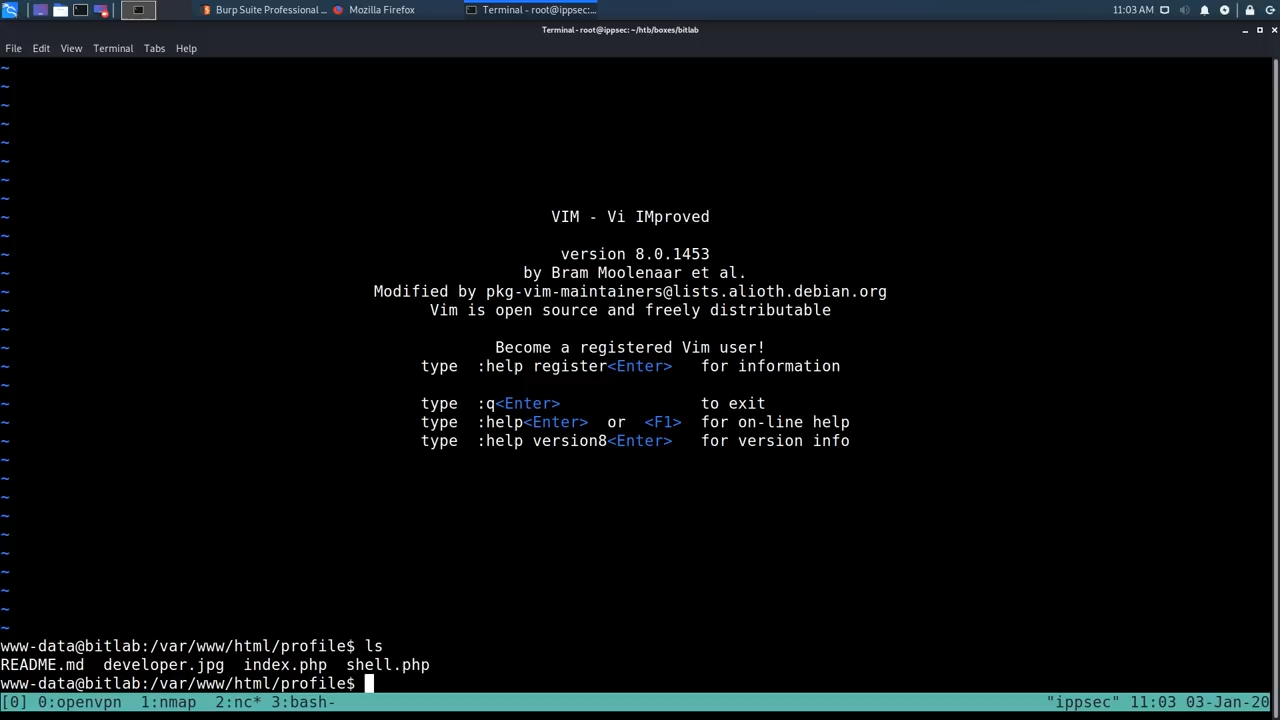 Burp Suite Professional ...
Mozilla Firefox
Terminal - root@ippsec:...
11:03 AM
Terminal - root@ippsec: ~/htb/boxes/bitlab
File Edit View Terminal Tabs Help
~
~
~
~
~
~
~
~
~ VIM - Vi IMproved
~
~ version 8.0.1453
~ by Bram Moolenaar et al.
~ Modified by pkg-vim-maintainers@lists.alioth.debian.org
~ Vim is open source and freely distributable
~
~ Become a registered Vim user!
~ type :help register<Enter> for information
~
~ type :q<Enter> to exit
~ type :help<Enter> or <F1> for on-line help
~ type :help version8<Enter> for version info
~
~
~
~
~
~
~
~
~
~
www-data@bitlab:/var/www/html/profile$ ls
README.md developer.jpg index.php shell.php
www-data@bitlab:/var/www/html/profile$
[0] 0:openvpn 1:nmap 2:nc* 3:bash- "ippsec" 11:03 03-Jan-20